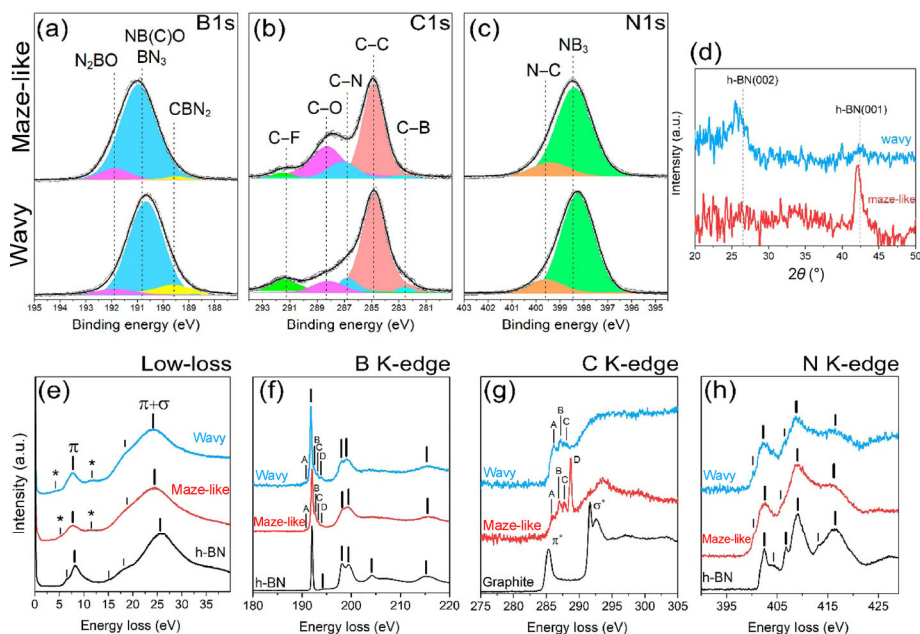 Maze-like
Wavy
(a)
B1s
N₂BO
NB(C)O
BN₃
CBN₂
195 194 193 192 191 190 189 188 187
Binding energy (eV)
(b)
C1s
C–C
C–N
C–O
C–F
C–B
293 291 289 287 285 283 281
Binding energy (eV)
(c)
N1s
NB₃
N–C
403 402 401 400 399 398 397 396 395 394
Binding energy (eV)
(d)
h-BN(002)
h-BN(001)
wavy
maze-like
Intensity (a.u.)
20 25 30 35 40 45 50
2θ (°)
(e)
Low-loss
π+σ
π
* *
Wavy
* *
Maze-like
h-BN
Intensity (a.u.)
0 5 10 15 20 25 30 35
Energy loss (eV)
(f)
B K-edge
A B C D
Wavy
A B C D
Maze-like
h-BN
180 190 200 210 220
Energy loss (eV)
(g)
C K-edge
A B C
Wavy
A B C D
Maze-like
π*
σ*
Graphite
275 285 295 305
Energy loss (eV)
(h)
N K-edge
Wavy
Maze-like
h-BN
395 405 415 425
Energy loss (eV)